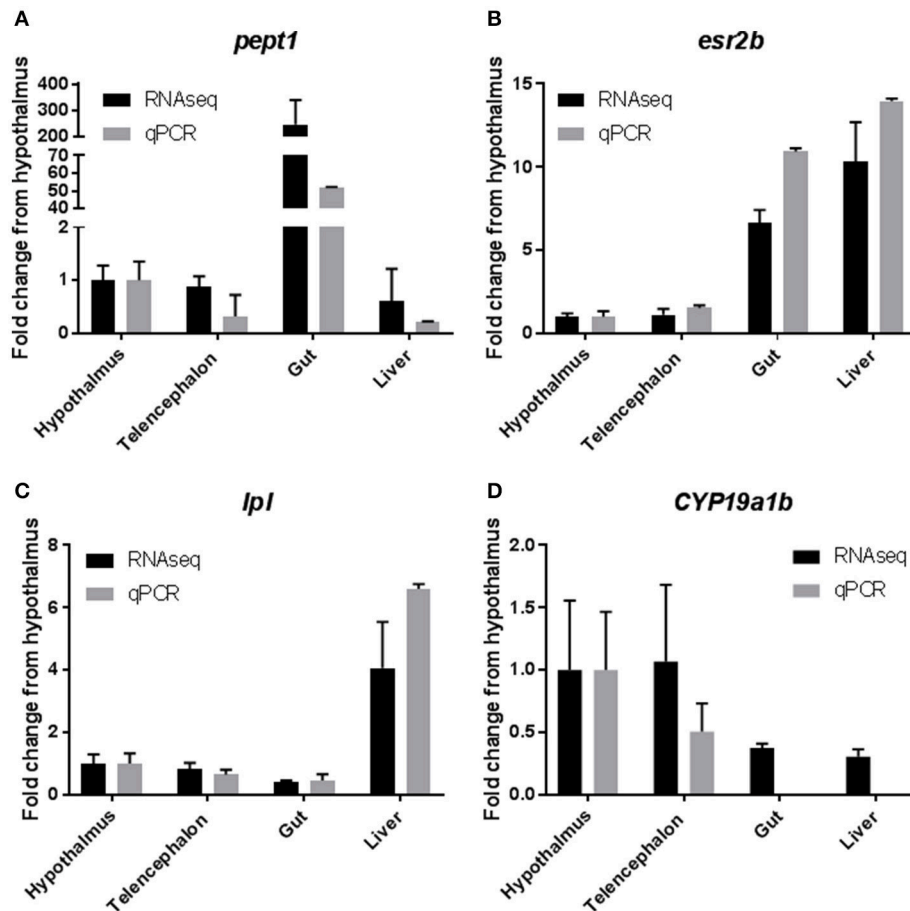 A
pept1
Fold change from hypothalmus
400
300
200
70
60
50
40
2
1
0
RNAseq
qPCR
Hypothalmus
Telencephalon
Gut
Liver
B
esr2b
Fold change from hypothalmus
15
10
5
0
RNAseq
qPCR
Hypothalmus
Telencephalon
Gut
Liver
C
lpl
Fold change from hypothalmus
8
6
4
2
0
RNAseq
qPCR
Hypothalmus
Telencephalon
Gut
Liver
D
CYP19a1b
Fold change from hypothalmus
2.0
1.5
1.0
0.5
0.0
RNAseq
qPCR
Hypothalmus
Telencephalon
Gut
Liver